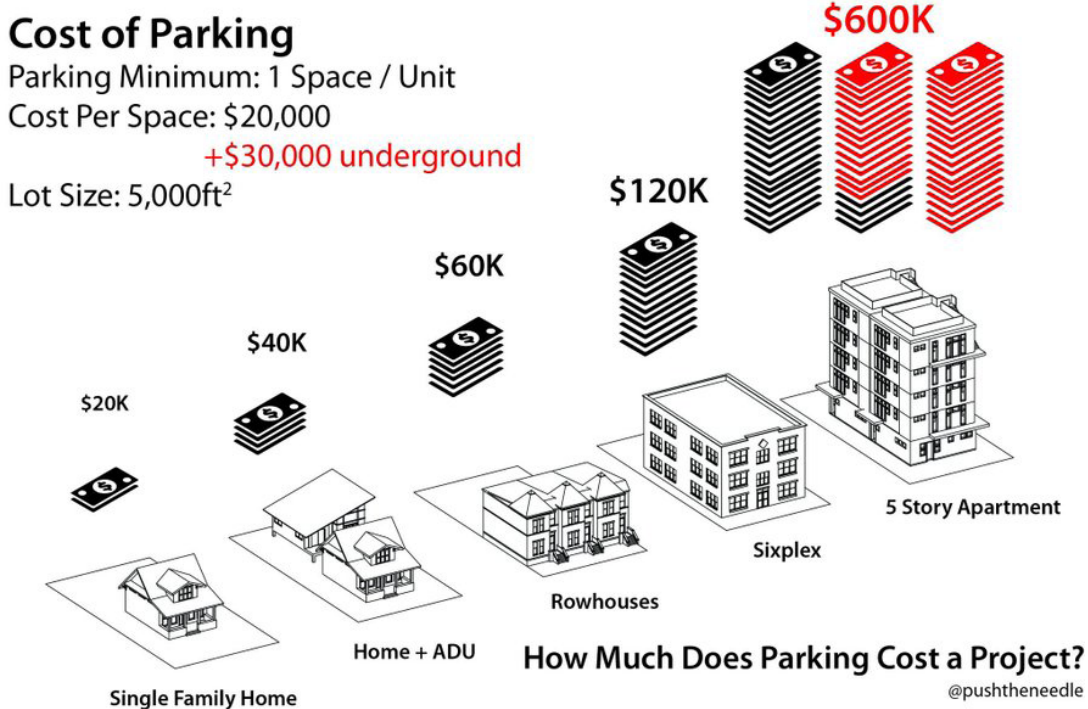 Cost of Parking
Parking Minimum: 1 Space / Unit
Cost Per Space: $20,000
+$30,000 underground
Lot Size: 5,000ft²
$600K
$120K
$60K
$40K
$20K
5 Story Apartment
Sixplex
Rowhouses
Home + ADU
Single Family Home
How Much Does Parking Cost a Project?
@pushtheneedle